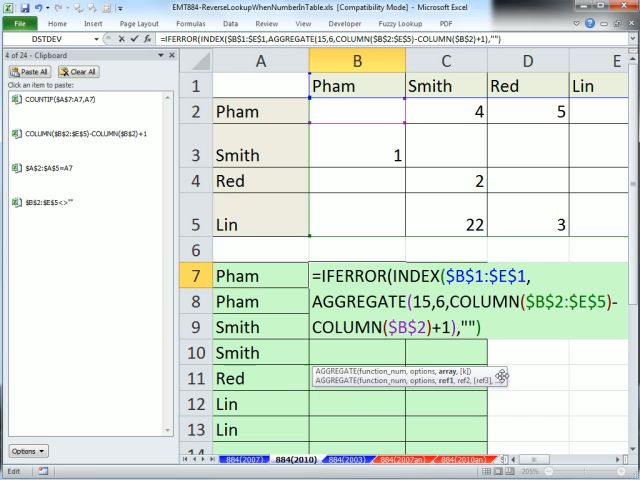 EMT884-ReverseLookupWhenNumberInTable.xls [Compatibility Mode] - Microsoft Excel
File Home Insert Page Layout Formulas Data Review View Developer Fuzzy Lookup PDF
DSTDEV =IFERROR(INDEX($B$1:$E$1,AGGREGATE(15,6,COLUMN($B$2:$E$5)-COLUMN($B$2)+1),"")
4 of 24 - Clipboard
Paste All Clear All
Click an item to paste:
COUNTIF($A$7:A7,A7)
COLUMN($B$2:$E$5)-COLUMN($B$2)+1
$A$2:$A$5=A7
$B$2:$E$5<>""
Options
A B C D E
1 Pham Smith Red Lin
2 Pham 4 5
3 Smith 1
4 Red 2
5 Lin 22 3
6
7 Pham =IFERROR(INDEX($B$1:$E$1,
8 Pham AGGREGATE(15,6,COLUMN($B$2:$E$5)-
9 Smith COLUMN($B$2)+1),"")
10 Smith
AGGREGATE(function_num, options, array, [k])
11 Red AGGREGATE(function_num, options, ref1, ref2, [ref3], ...
12 Lin
13 Lin
14
884(2007) 884(2010) 884(2003) 884(2007an) 884(2010an)
Edit 205%